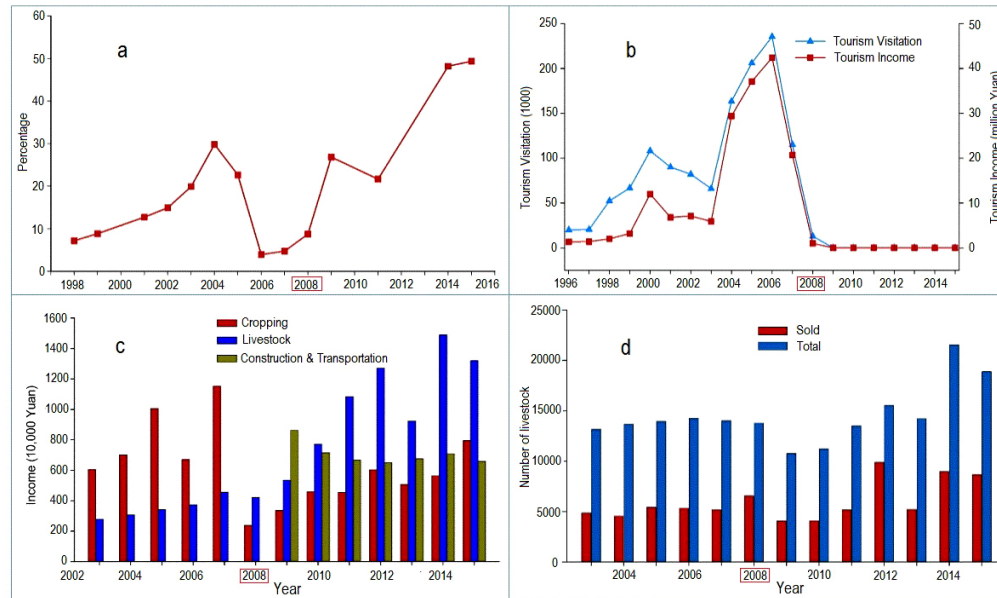 a
Percentage
60
50
40
30
20
10
0
1998 2000 2002 2004 2006 2008 2010 2012 2014 2016
b
Tourism Visitation
Tourism Income
Tourism Visitation (1000)
250
200
150
100
50
0
Tourism Income (million Yuan)
50
40
30
20
10
0
1996 1998 2000 2002 2004 2006 2008 2010 2012 2014
c
Cropping
Livestock
Construction & Transportation
Income (10,000 Yuan)
1600
1400
1200
1000
800
600
400
200
0
2002 2004 2006 2008 2010 2012 2014
Year
d
Sold
Total
Number of livestock
25000
20000
15000
10000
5000
0
2004 2006 2008 2010 2012 2014
Year